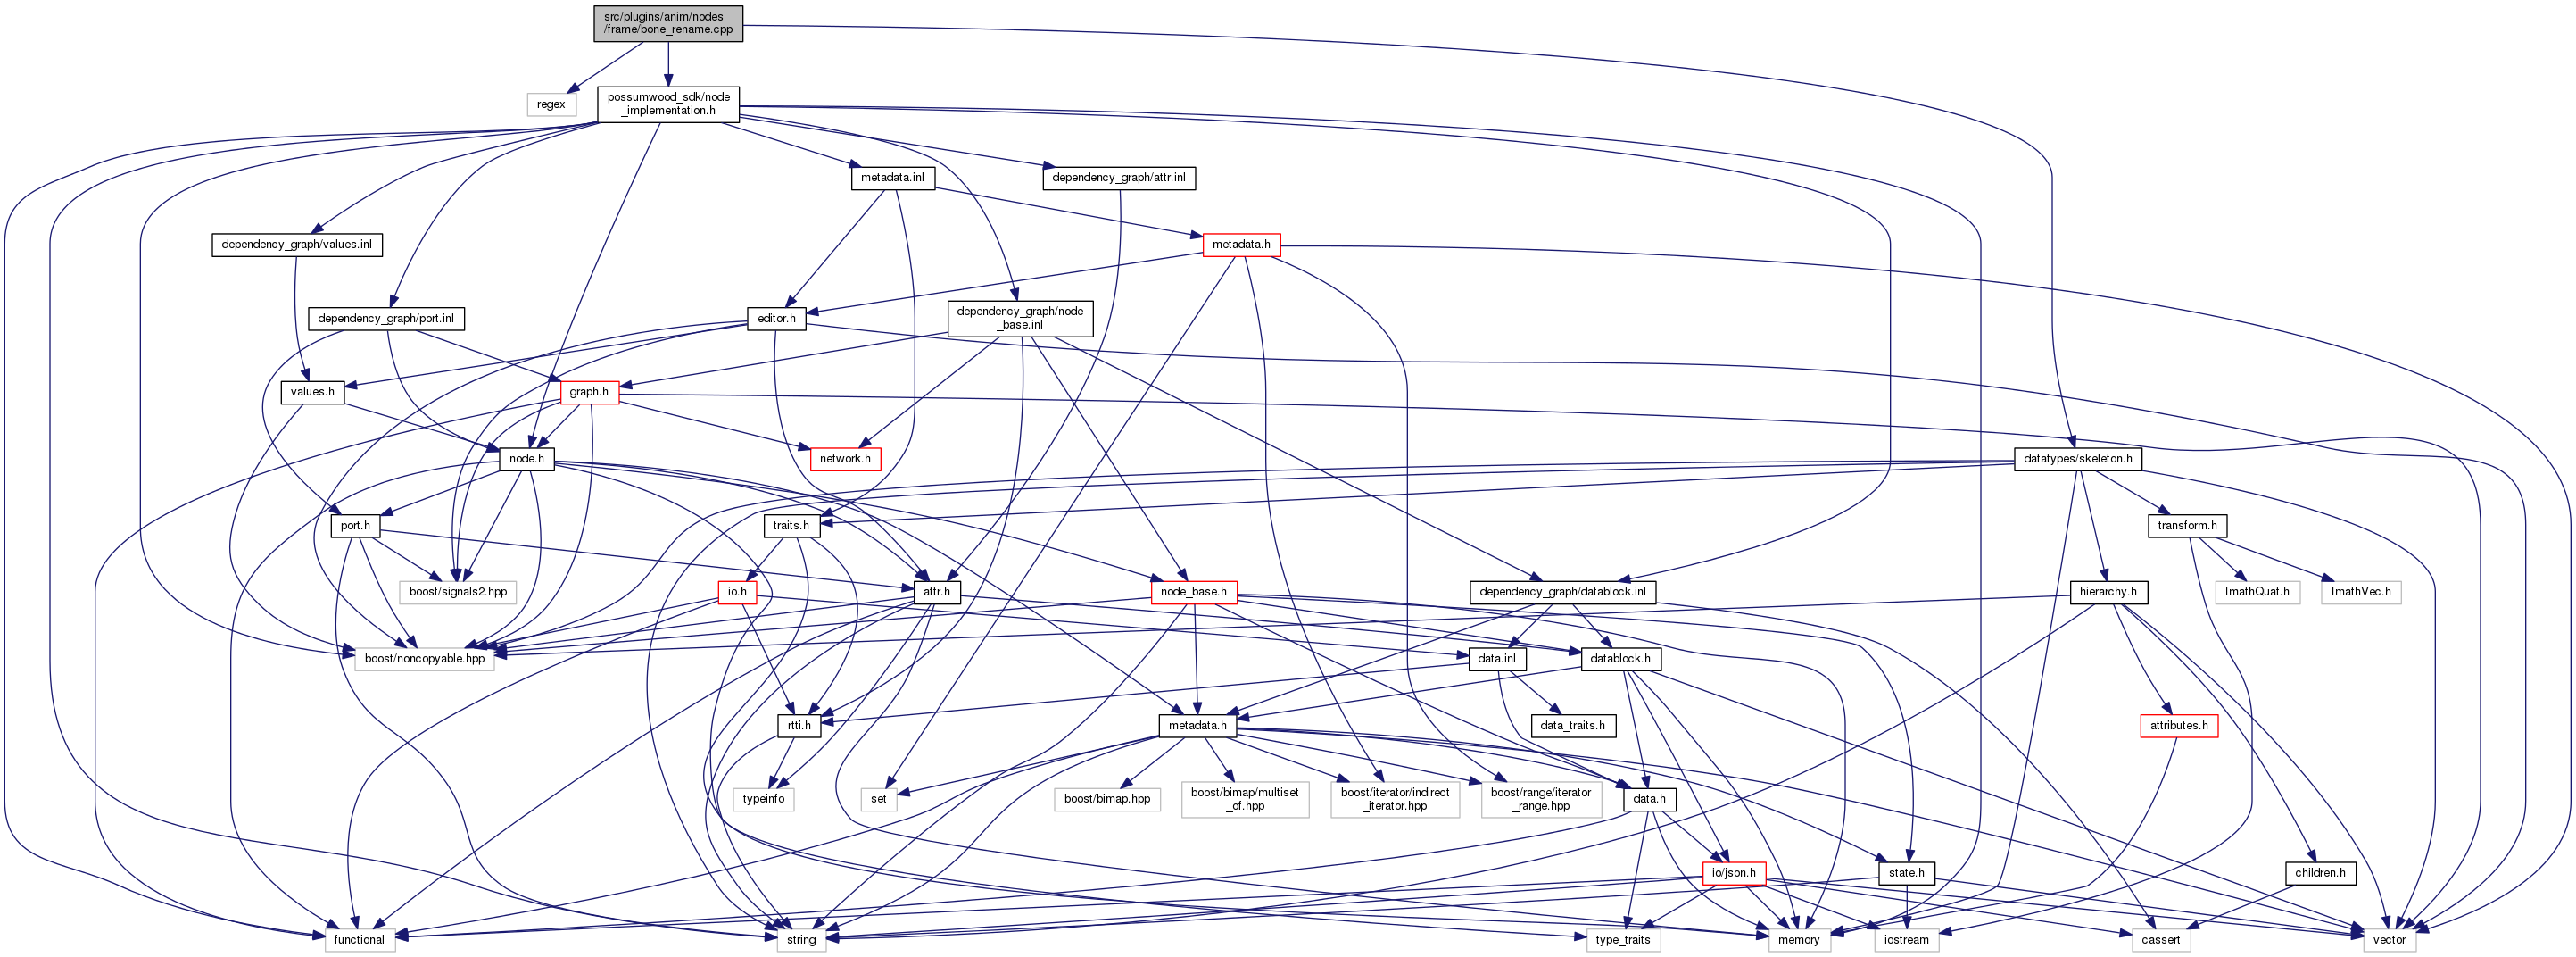 src/plugins/anim/nodes
/frame/bone_rename.cpp
regex
possumwood_sdk/node
_implementation.h
metadata.inl
dependency_graph/attr.inl
dependency_graph/values.inl
metadata.h
dependency_graph/port.inl
editor.h
dependency_graph/node
_base.inl
values.h
graph.h
node.h
network.h
datatypes/skeleton.h
port.h
traits.h
transform.h
boost/signals2.hpp
io.h
attr.h
node_base.h
dependency_graph/datablock.inl
hierarchy.h
ImathQuat.h
ImathVec.h
boost/noncopyable.hpp
data.inl
datablock.h
rtti.h
metadata.h
data_traits.h
attributes.h
typeinfo
set
boost/bimap.hpp
boost/bimap/multiset
_of.hpp
boost/iterator/indirect
_iterator.hpp
boost/range/iterator
_range.hpp
data.h
io/json.h
state.h
children.h
functional
string
type_traits
memory
iostream
cassert
vector